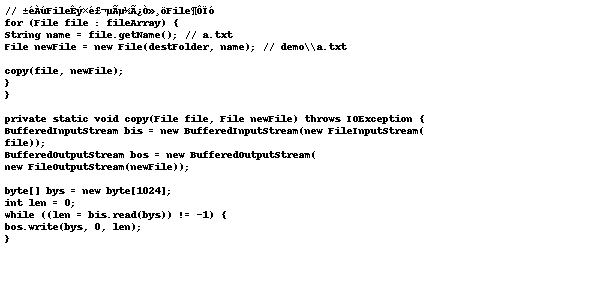 // ±éÀúFileÊý×é£¬µÃµ½Ã¿Ò»¸öFile¶ÔÏó
for (File file : fileArray) {
String name = file.getName(); // a.txt
File newFile = new File(destFolder, name); // demo\\a.txt
copy(file, newFile);
}
}
private static void copy(File file, File newFile) throws IOException {
BufferedInputStream bis = new BufferedInputStream(new FileInputStream(
file));
BufferedOutputStream bos = new BufferedOutputStream(
new FileOutputStream(newFile));
byte[] bys = new byte[1024];
int len = 0;
while ((len = bis.read(bys)) != -1) {
bos.write(bys, 0, len);
}